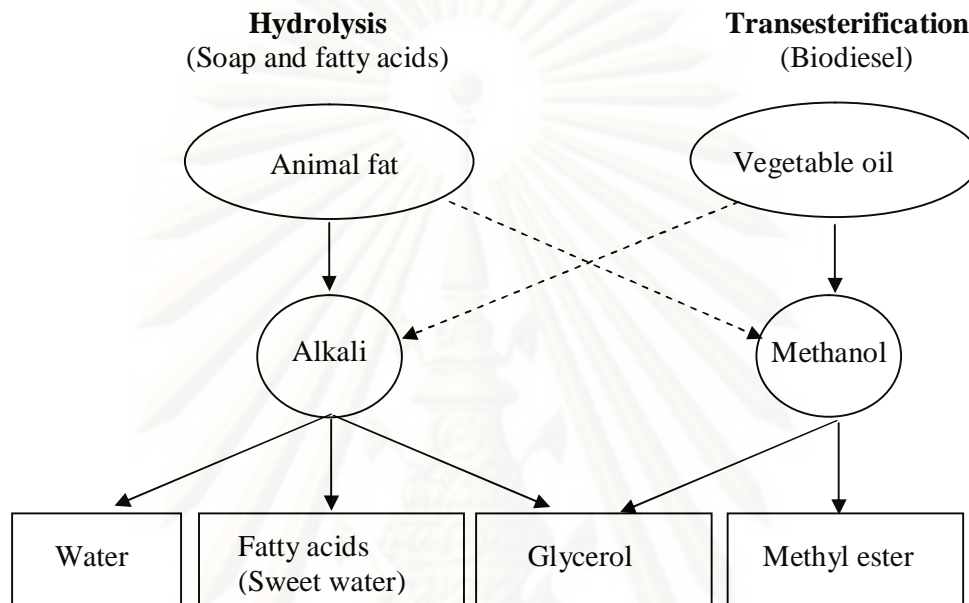 Hydrolysis
(Soap and fatty acids)
Transesterification
(Biodiesel)
Animal fat
Vegetable oil
Alkali
Methanol
Water
Fatty acids
(Sweet water)
Glycerol
Methyl ester